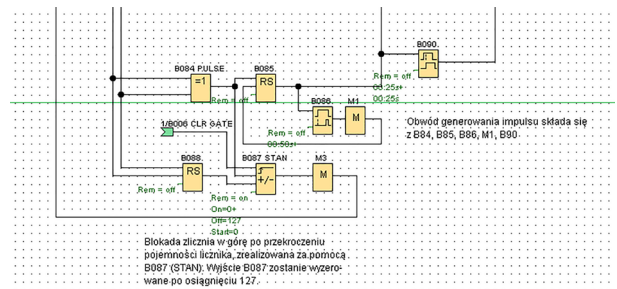 B090
Rem = off
00:25s+
00:25s
B084 PULSE
=1
B085
RS
Rem = off
B086
Rem = off
00:50s+
M1
M
Obwód generowania impulsu składa się
z B84, B85, B86, M1, B90
1/B006 CLR GATE
B088
RS
Rem = off
B087 STAN
+/-
Rem = on
On=0+
Off=127
Start=0
M3
M
Blokada zlicznia w górę po przekroczeniu
pojemności licznika, zrealizowana za pomocą
B087 (STAN). Wyjście B087 zostanie wyzero-
wane po osiągnięciu 127.